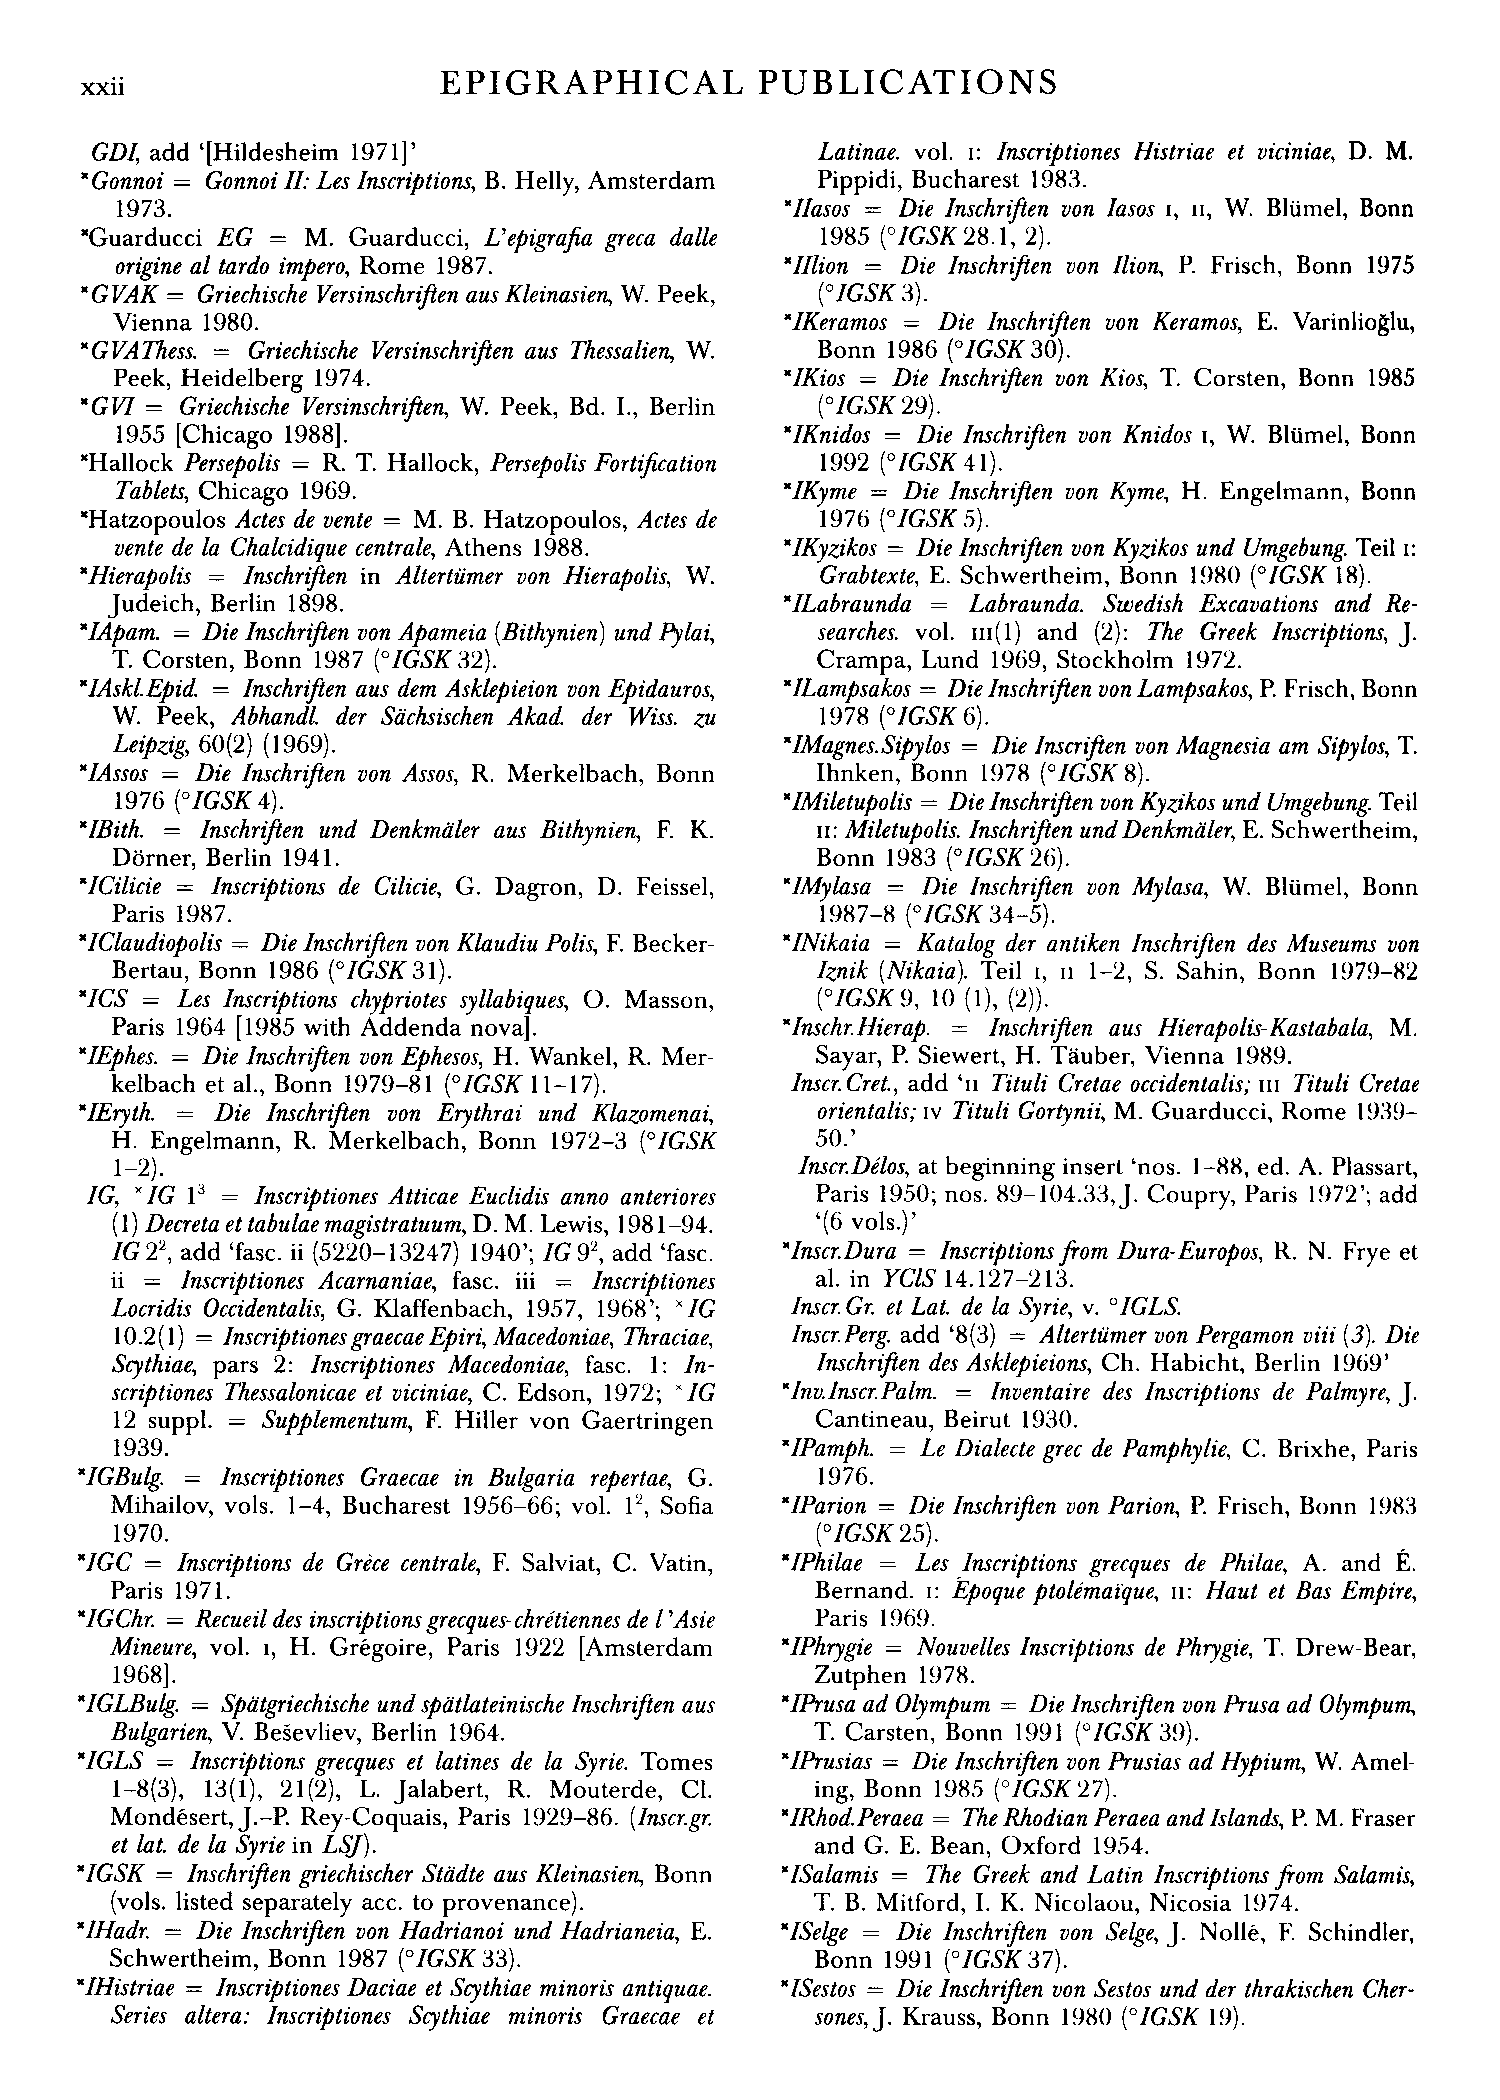 xxii
EPIGRAPHICAL PUBLICATIONS
GDI, add ‘[Hildesheim 1971]’
*Gonnoi = Gonnoi II: Les Inscriptions, B. Helly, Amsterdam
1973.
*Guarducci EG = M. Guarducci, L’epigrafia greca dalle
origine al tardo impero, Rome 1987.
*GVAK = Griechische Versinschriften aus Kleinasien, W. Peek,
Vienna 1980.
*GVAThess. = Griechische Versinschriften aus Thessalien, W.
Peek, Heidelberg 1974.
*GVI = Griechische Versinschriften, W. Peek, Bd. I., Berlin
1955 [Chicago 1988].
*Hallock Persepolis = R. T. Hallock, Persepolis Fortification
Tablets, Chicago 1969.
*Hatzopoulos Actes de vente = M. B. Hatzopoulos, Actes de
vente de la Chalcidique centrale, Athens 1988.
*Hierapolis = Inschriften in Altertümer von Hierapolis, W.
Judeich, Berlin 1898.
*IApam. = Die Inschriften von Apameia (Bithynien) und Pylai,
T. Corsten, Bonn 1987 (°IGSK 32).
*IAskl.Epid. = Inschriften aus dem Asklepieion von Epidauros,
W. Peek, Abhandl. der Sächsischen Akad. der Wiss. zu
Leipzig, 60(2) (1969).
*IAssos = Die Inschriften von Assos, R. Merkelbach, Bonn
1976 (°IGSK 4).
*IBith. = Inschriften und Denkmäler aus Bithynien, F. K.
Dörner, Berlin 1941.
*ICilicie = Inscriptions de Cilicie, G. Dagron, D. Feissel,
Paris 1987.
*IClaudiopolis = Die Inschriften von Klaudiu Polis, F. Becker-
Bertau, Bonn 1986 (°IGSK 31).
*ICS = Les Inscriptions chypriotes syllabiques, O. Masson,
Paris 1964 [1985 with Addenda nova].
*IEphes. = Die Inschriften von Ephesos, H. Wankel, R. Mer-
kelbach et al., Bonn 1979–81 (°IGSK 11–17).
*IEryth. = Die Inschriften von Erythrai und Klazomenai,
H. Engelmann, R. Merkelbach, Bonn 1972–3 (°IGSK
1–2).
IG, ×IG 1³ = Inscriptiones Atticae Euclidis anno anteriores
(1) Decreta et tabulae magistratuum, D. M. Lewis, 1981–94.
IG 2², add ‘fasc. ii (5220–13247) 1940’; IG 9², add ‘fasc.
ii = Inscriptiones Acarnaniae, fasc. iii = Inscriptiones
Locridis Occidentalis, G. Klaffenbach, 1957, 1968’; ×IG
10.2(1) = Inscriptiones graecae Epiri, Macedoniae, Thraciae,
Scythiae, pars 2: Inscriptiones Macedoniae, fasc. 1: In-
scriptiones Thessalonicae et viciniae, C. Edson, 1972; ×IG
12 suppl. = Supplementum, F. Hiller von Gaertringen
1939.
*IGBulg. = Inscriptiones Graecae in Bulgaria repertae, G.
Mihailov, vols. 1–4, Bucharest 1956–66; vol. 1², Sofia
1970.
*IGC = Inscriptions de Grèce centrale, F. Salviat, C. Vatin,
Paris 1971.
*IGChr. = Recueil des inscriptions grecques-chrétiennes de l’Asie
Mineure, vol. I, H. Grégoire, Paris 1922 [Amsterdam
1968].
*IGLBulg. = Spätgriechische und spätlateinische Inschriften aus
Bulgarien, V. Beševliev, Berlin 1964.
*IGLS = Inscriptions grecques et latines de la Syrie. Tomes
1–8(3), 13(1), 21(2), L. Jalabert, R. Mouterde, Cl.
Mondésert, J.–P. Rey-Coquais, Paris 1929–86. (Inscr.gr.
et lat. de la Syrie in LSJ).
*IGSK = Inschriften griechischer Städte aus Kleinasien, Bonn
(vols. listed separately acc. to provenance).
*IHadr. = Die Inschriften von Hadrianoi und Hadrianeia, E.
Schwertheim, Bonn 1987 (°IGSK 33).
*IHistriae = Inscriptiones Daciae et Scythiae minoris antiquae.
Series altera: Inscriptiones Scythiae minoris Graecae et
Latinae. vol. I: Inscriptiones Histriae et viciniae, D. M.
Pippidi, Bucharest 1983.
*IIasos = Die Inschriften von Iasos I, II, W. Blümel, Bonn
1985 (°IGSK 28.1, 2).
*IIlion = Die Inschriften von Ilion, P. Frisch, Bonn 1975
(°IGSK 3).
*IKeramos = Die Inschriften von Keramos, E. Varinlioğlu,
Bonn 1986 (°IGSK 30).
*IKios = Die Inschriften von Kios, T. Corsten, Bonn 1985
(°IGSK 29).
*IKnidos = Die Inschriften von Knidos I, W. Blümel, Bonn
1992 (°IGSK 41).
*IKyme = Die Inschriften von Kyme, H. Engelmann, Bonn
1976 (°IGSK 5).
*IKyzikos = Die Inschriften von Kyzikos und Umgebung. Teil I:
Grabtexte, E. Schwertheim, Bonn 1980 (°IGSK 18).
*ILabraunda = Labraunda. Swedish Excavations and Re-
searches. vol. III(1) and (2): The Greek Inscriptions, J.
Crampa, Lund 1969, Stockholm 1972.
*ILampsakos = Die Inschriften von Lampsakos, P. Frisch, Bonn
1978 (°IGSK 6).
*IMagnes.Sipylos = Die Inscriften von Magnesia am Sipylos, T.
Ihnken, Bonn 1978 (°IGSK 8).
*IMiletupolis = Die Inschriften von Kyzikos und Umgebung. Teil
II: Miletupolis. Inschriften und Denkmäler, E. Schwertheim,
Bonn 1983 (°IGSK 26).
*IMylasa = Die Inschriften von Mylasa, W. Blümel, Bonn
1987–8 (°IGSK 34–5).
*INikaia = Katalog der antiken Inschriften des Museums von
Iznik (Nikaia). Teil I, II 1–2, S. Sahin, Bonn 1979–82
(°IGSK 9, 10 (1), (2)).
*Inschr.Hierap. = Inschriften aus Hierapolis-Kastabala, M.
Sayar, P. Siewert, H. Täuber, Vienna 1989.
Inscr.Cret., add ‘II Tituli Cretae occidentalis; III Tituli Cretae
orientalis; IV Tituli Gortynii, M. Guarducci, Rome 1939–
50.’
Inscr.Délos, at beginning insert ‘nos. 1–88, ed. A. Plassart,
Paris 1950; nos. 89–104.33, J. Coupry, Paris 1972’; add
‘(6 vols.)’
*Inscr.Dura = Inscriptions from Dura-Europos, R. N. Frye et
al. in YClS 14.127–213.
Inscr.Gr. et Lat. de la Syrie, v. °IGLS.
Inscr.Perg. add ‘8(3) = Altertümer von Pergamon viii (3). Die
Inschriften des Asklepieions, Ch. Habicht, Berlin 1969’
*Inv.Inscr.Palm. = Inventaire des Inscriptions de Palmyre, J.
Cantineau, Beirut 1930.
*IPamph. = Le Dialecte grec de Pamphylie, C. Brixhe, Paris
1976.
*IParion = Die Inschriften von Parion, P. Frisch, Bonn 1983
(°IGSK 25).
*IPhilae = Les Inscriptions grecques de Philae, A. and É.
Bernand. I: Époque ptolémaïque, II: Haut et Bas Empire,
Paris 1969.
*IPhrygie = Nouvelles Inscriptions de Phrygie, T. Drew-Bear,
Zutphen 1978.
*IPrusa ad Olympum = Die Inschriften von Prusa ad Olympum,
T. Carsten, Bonn 1991 (°IGSK 39).
*IPrusias = Die Inschriften von Prusias ad Hypium, W. Amel-
ing, Bonn 1985 (°IGSK 27).
*IRhod.Peraea = The Rhodian Peraea and Islands, P. M. Fraser
and G. E. Bean, Oxford 1954.
*ISalamis = The Greek and Latin Inscriptions from Salamis,
T. B. Mitford, I. K. Nicolaou, Nicosia 1974.
*ISelge = Die Inschriften von Selge, J. Nollé, F. Schindler,
Bonn 1991 (°IGSK 37).
*ISestos = Die Inschriften von Sestos und der thrakischen Cher-
sones, J. Krauss, Bonn 1980 (°IGSK 19).